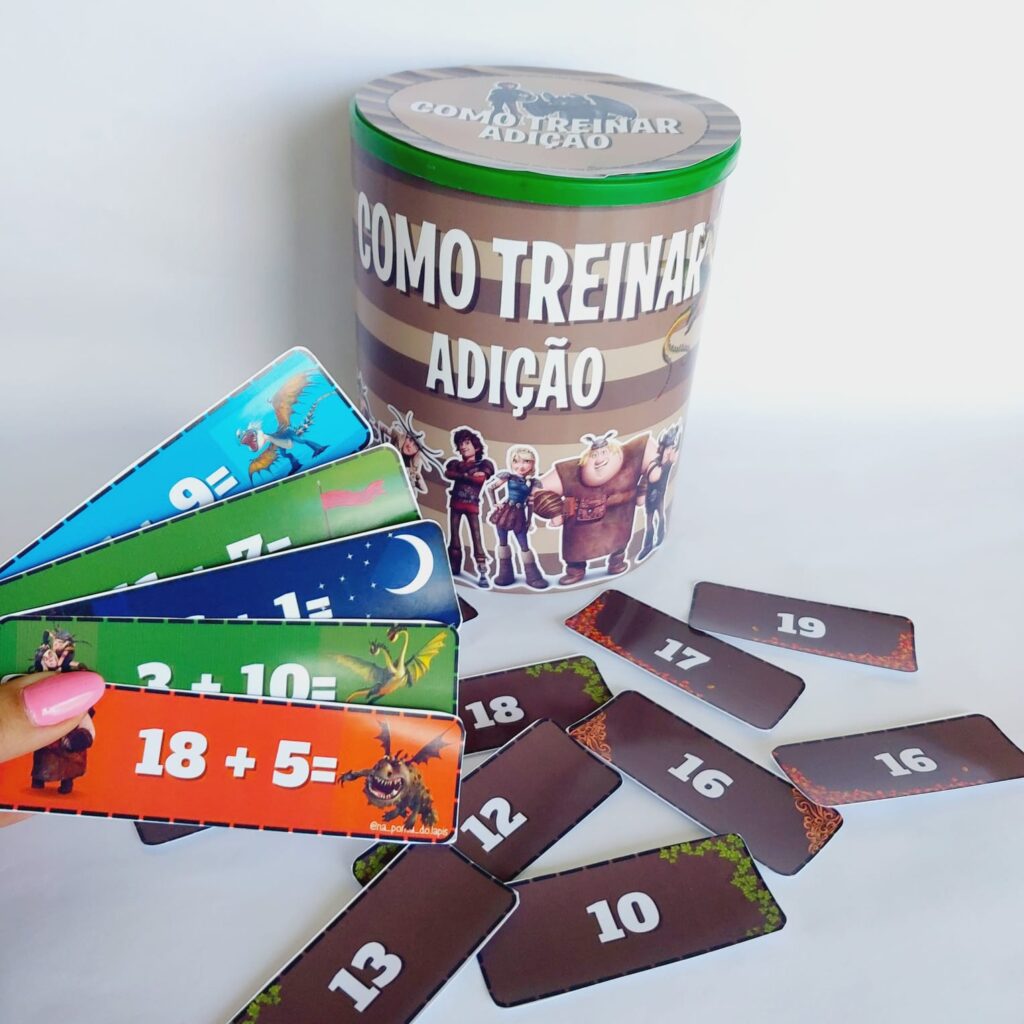 COMO TREINAR
ADIÇÃO
COMO TREINAR
ADIÇÃO
9=
7=
1=
3 + 10=
18 + 5=
19
17
18
16
16
12
10
13